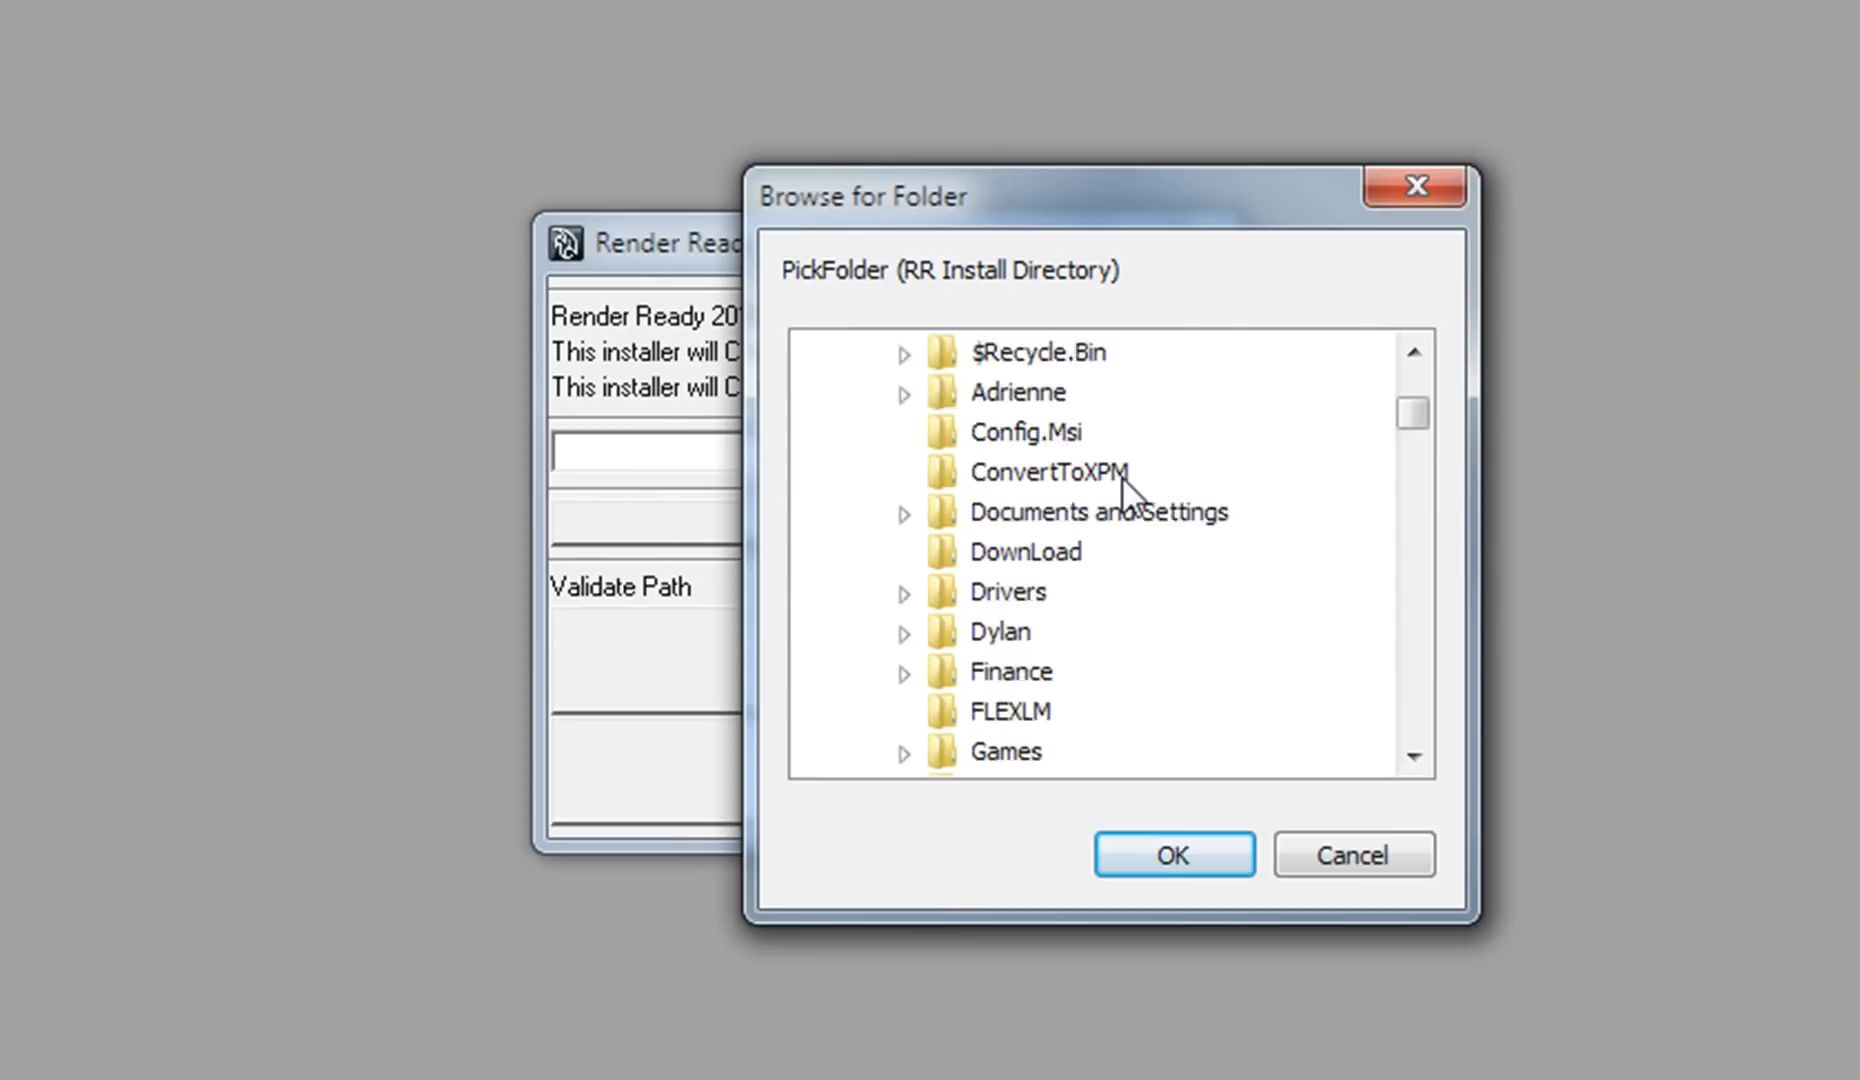 Browse for Folder
PickFolder (RR Install Directory)
$Recycle.Bin
Adrienne
Config.Msi
ConvertToXPM
Documents and Settings
DownLoad
Drivers
Dylan
Finance
FLEXLM
Games
OK
Cancel
Render Read
Render Ready 20
This installer will C
This installer will C
Validate Path